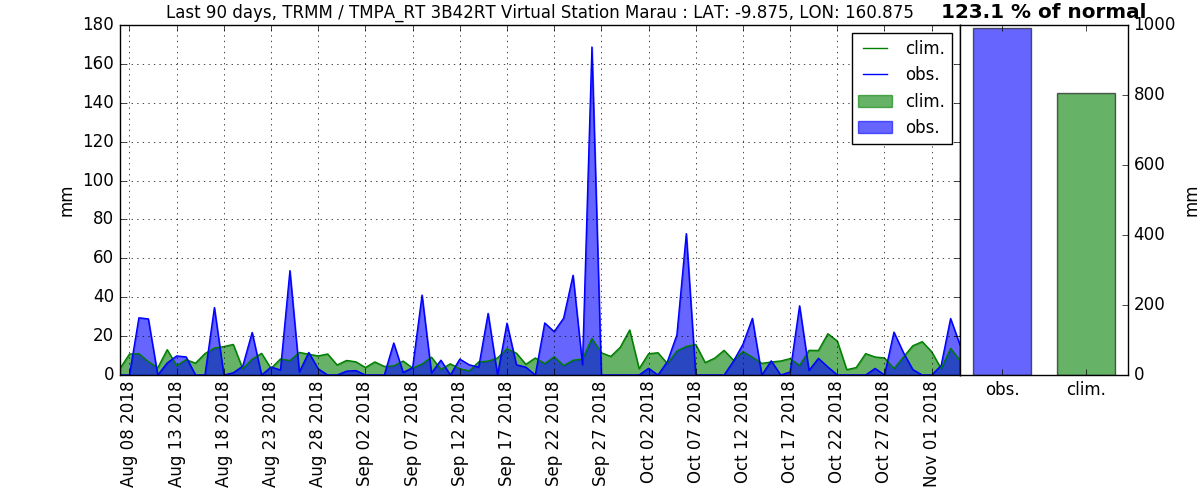 Last 90 days, TRMM / TMPA_RT 3B42RT Virtual Station Marau : LAT: -9.875, LON: 160.875
123.1 % of normal
180
160
140
120
100
80
60
40
20
0
mm
clim.
obs.
clim.
obs.
Aug 08 2018
Aug 13 2018
Aug 18 2018
Aug 23 2018
Aug 28 2018
Sep 02 2018
Sep 07 2018
Sep 12 2018
Sep 17 2018
Sep 22 2018
Sep 27 2018
Oct 02 2018
Oct 07 2018
Oct 12 2018
Oct 17 2018
Oct 22 2018
Oct 27 2018
Nov 01 2018
1000
800
600
400
200
0
mm
obs.
clim.